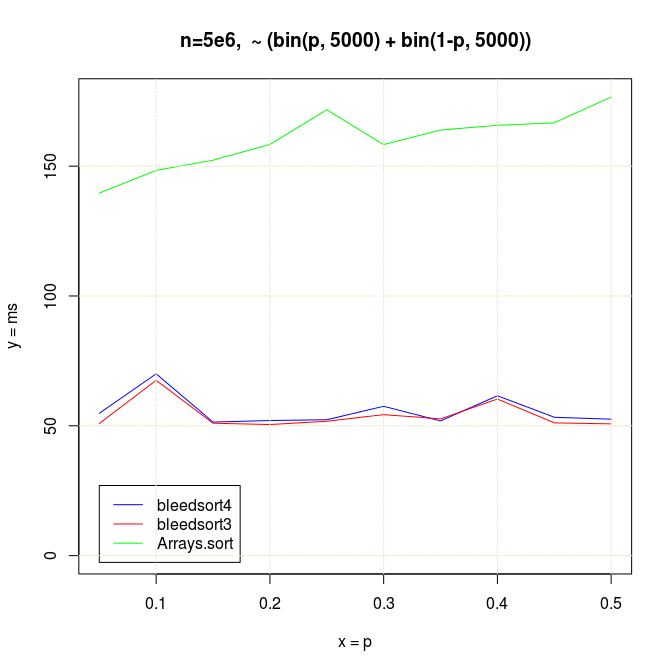 n=5e6,  ~ (bin(p, 5000) + bin(1-p, 5000))
y = ms
150
100
50
0
bleedsort4
bleedsort3
Arrays.sort
0.1 0.2 0.3 0.4 0.5
x = p